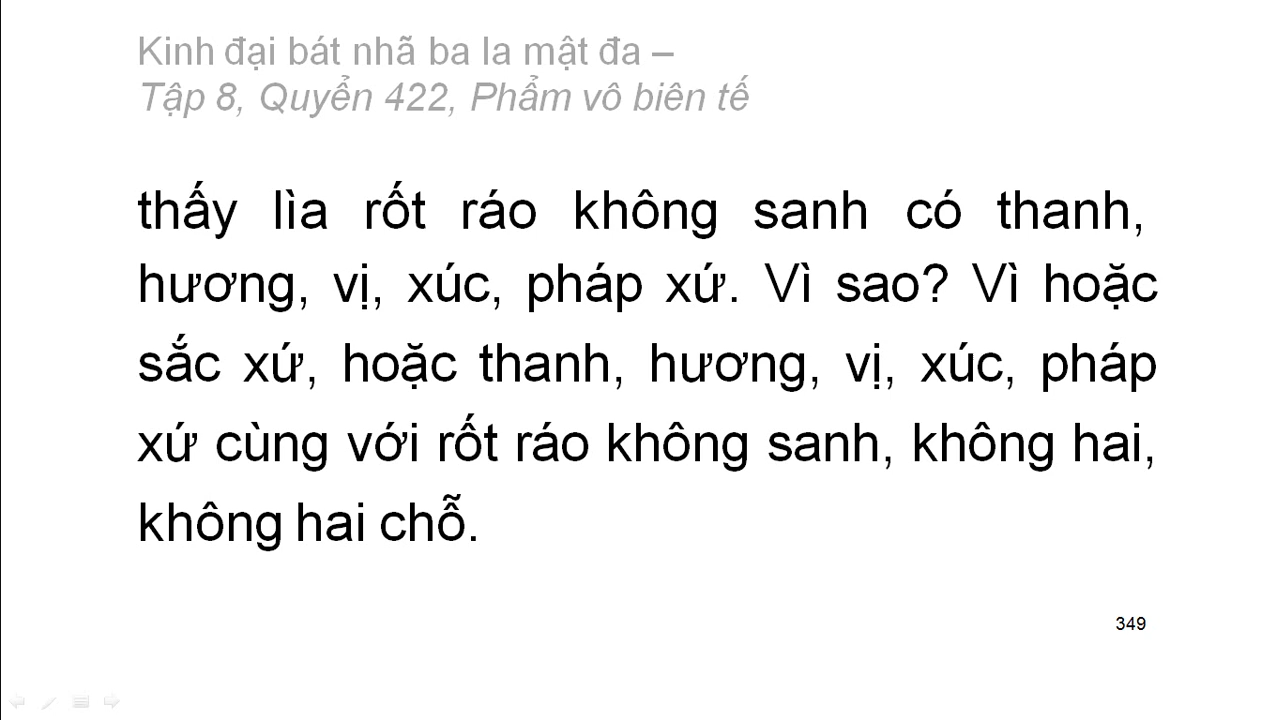 Kinh đại bát nhã ba la mật đa –
Tập 8, Quyển 422, Phẩm vô biên tế
thấy lìa rốt ráo không sanh có thanh,
hương, vị, xúc, pháp xứ. Vì sao? Vì hoặc
sắc xứ, hoặc thanh, hương, vị, xúc, pháp
xứ cùng với rốt ráo không sanh, không hai,
không hai chỗ.
349